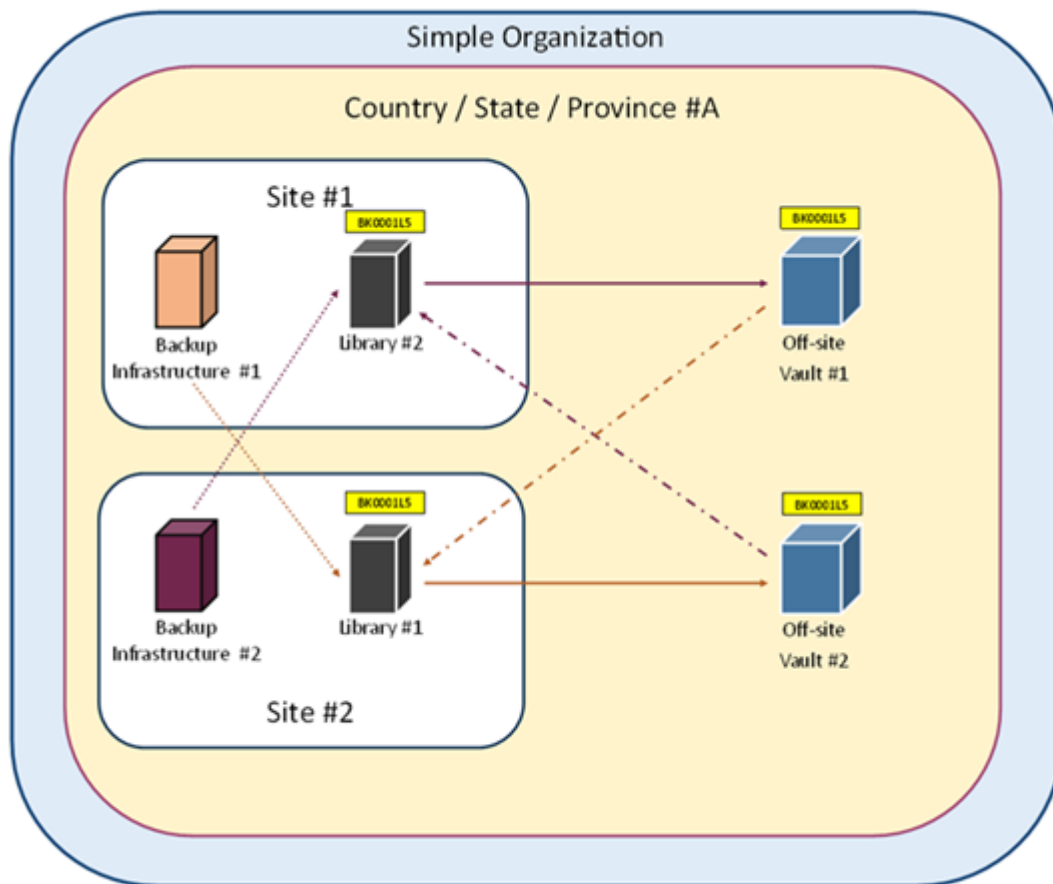 Simple Organization
Country / State / Province #A
Site #1
BK0001L5
BK0001L5
Backup
Infrastructure #1
Library #2
Off-site
Vault #1
BK0001L5
BK0001L5
Backup
Infrastructure #2
Library #1
Off-site
Vault #2
Site #2